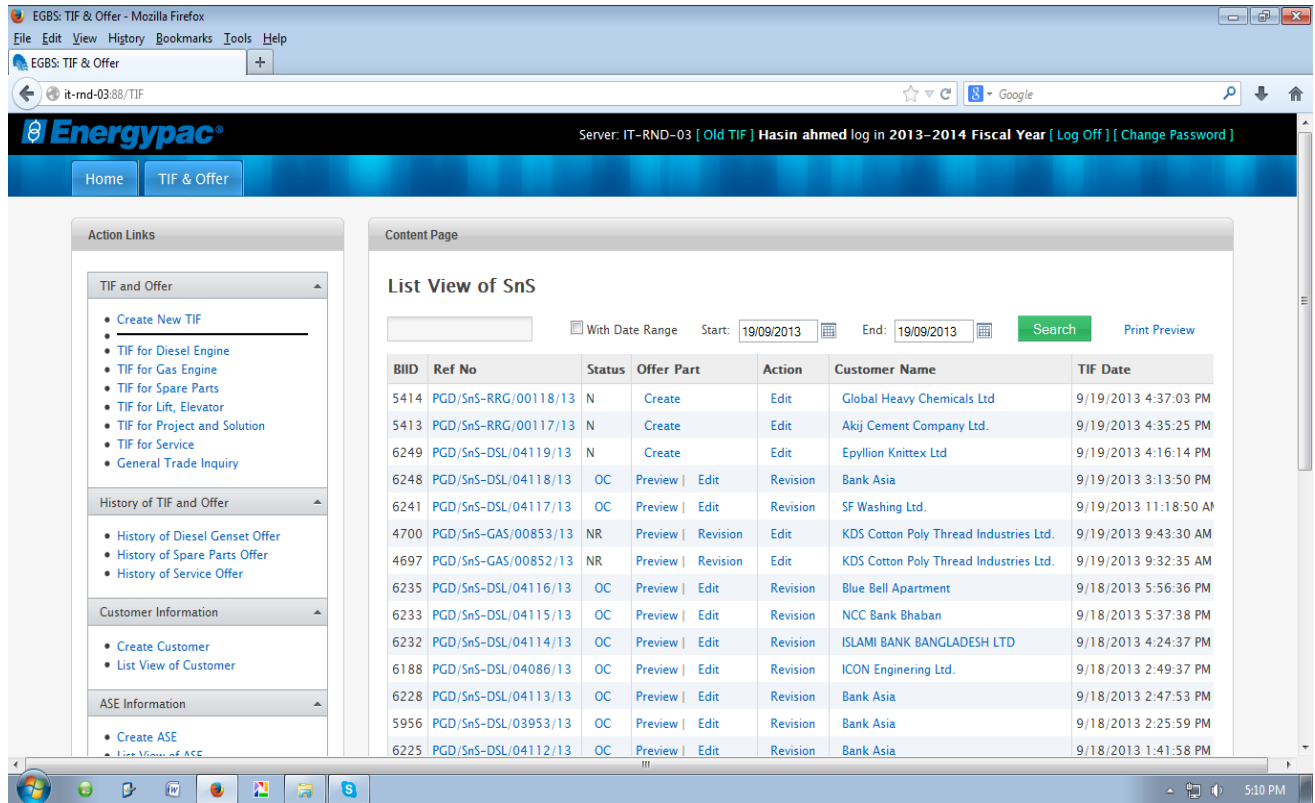 EGBS: TIF & Offer - Mozilla Firefox
File Edit View History Bookmarks Tools Help
EGBS: TIF & Offer +
it-rnd-03:88/TIF Google
Energypac® Server: IT-RND-03 [ Old TIF ] Hasin ahmed log in 2013-2014 Fiscal Year [ Log Off ] [ Change Password ]
Home TIF & Offer
Action Links
TIF and Offer
Create New TIF
TIF for Diesel Engine
TIF for Gas Engine
TIF for Spare Parts
TIF for Lift, Elevator
TIF for Project and Solution
TIF for Service
General Trade Inquiry
History of TIF and Offer
History of Diesel Genset Offer
History of Spare Parts Offer
History of Service Offer
Customer Information
Create Customer
List View of Customer
ASE Information
Create ASE
List View of ASE
Content Page
List View of SnS
With Date Range Start: 19/09/2013 End: 19/09/2013 Search Print Preview
BIID Ref No Status Offer Part Action Customer Name TIF Date
5414 PGD/SnS-RRG/00118/13 N Create Edit Global Heavy Chemicals Ltd 9/19/2013 4:37:03 PM
5413 PGD/SnS-RRG/00117/13 N Create Edit Akij Cement Company Ltd. 9/19/2013 4:35:25 PM
6249 PGD/SnS-DSL/04119/13 N Create Edit Epyllion Knittex Ltd 9/19/2013 4:16:14 PM
6248 PGD/SnS-DSL/04118/13 OC Preview | Edit Revision Bank Asia 9/19/2013 3:13:50 PM
6241 PGD/SnS-DSL/04117/13 OC Preview | Edit Revision SF Washing Ltd. 9/19/2013 11:18:50 AM
4700 PGD/SnS-GAS/00853/13 NR Preview | Revision Edit KDS Cotton Poly Thread Industries Ltd. 9/19/2013 9:43:30 AM
4697 PGD/SnS-GAS/00852/13 NR Preview | Revision Edit KDS Cotton Poly Thread Industries Ltd. 9/19/2013 9:32:35 AM
6235 PGD/SnS-DSL/04116/13 OC Preview | Edit Revision Blue Bell Apartment 9/18/2013 5:56:36 PM
6233 PGD/SnS-DSL/04115/13 OC Preview | Edit Revision NCC Bank Bhaban 9/18/2013 5:37:38 PM
6232 PGD/SnS-DSL/04114/13 OC Preview | Edit Revision ISLAMI BANK BANGLADESH LTD 9/18/2013 4:24:37 PM
6188 PGD/SnS-DSL/04086/13 OC Preview | Edit Revision ICON Enginering Ltd. 9/18/2013 2:49:37 PM
6228 PGD/SnS-DSL/04113/13 OC Preview | Edit Revision Bank Asia 9/18/2013 2:47:53 PM
5956 PGD/SnS-DSL/03953/13 OC Preview | Edit Revision Bank Asia 9/18/2013 2:25:59 PM
6225 PGD/SnS-DSL/04112/13 OC Preview | Edit Revision Bank Asia 9/18/2013 1:41:58 PM
5:10 PM